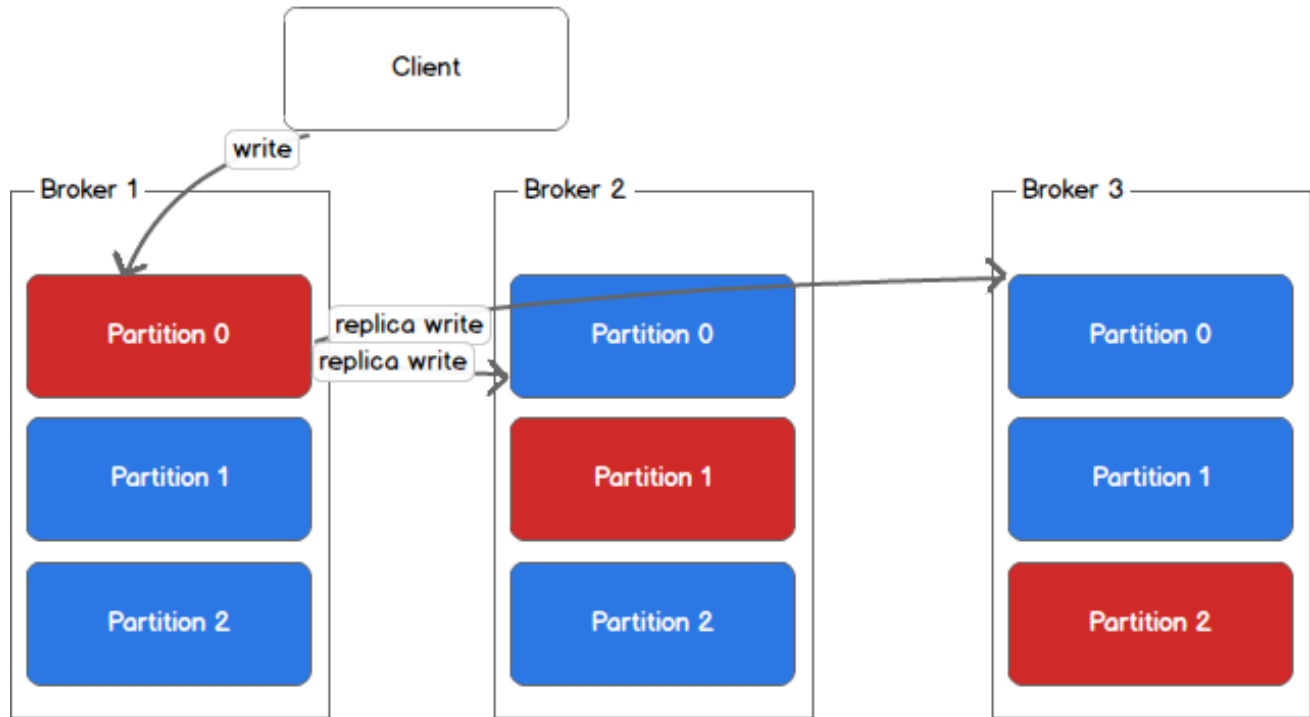 Client
write
Broker 1
Broker 2
Broker 3
Partition 0
replica write
replica write
Partition 0
Partition 0
Partition 1
Partition 1
Partition 1
Partition 2
Partition 2
Partition 2